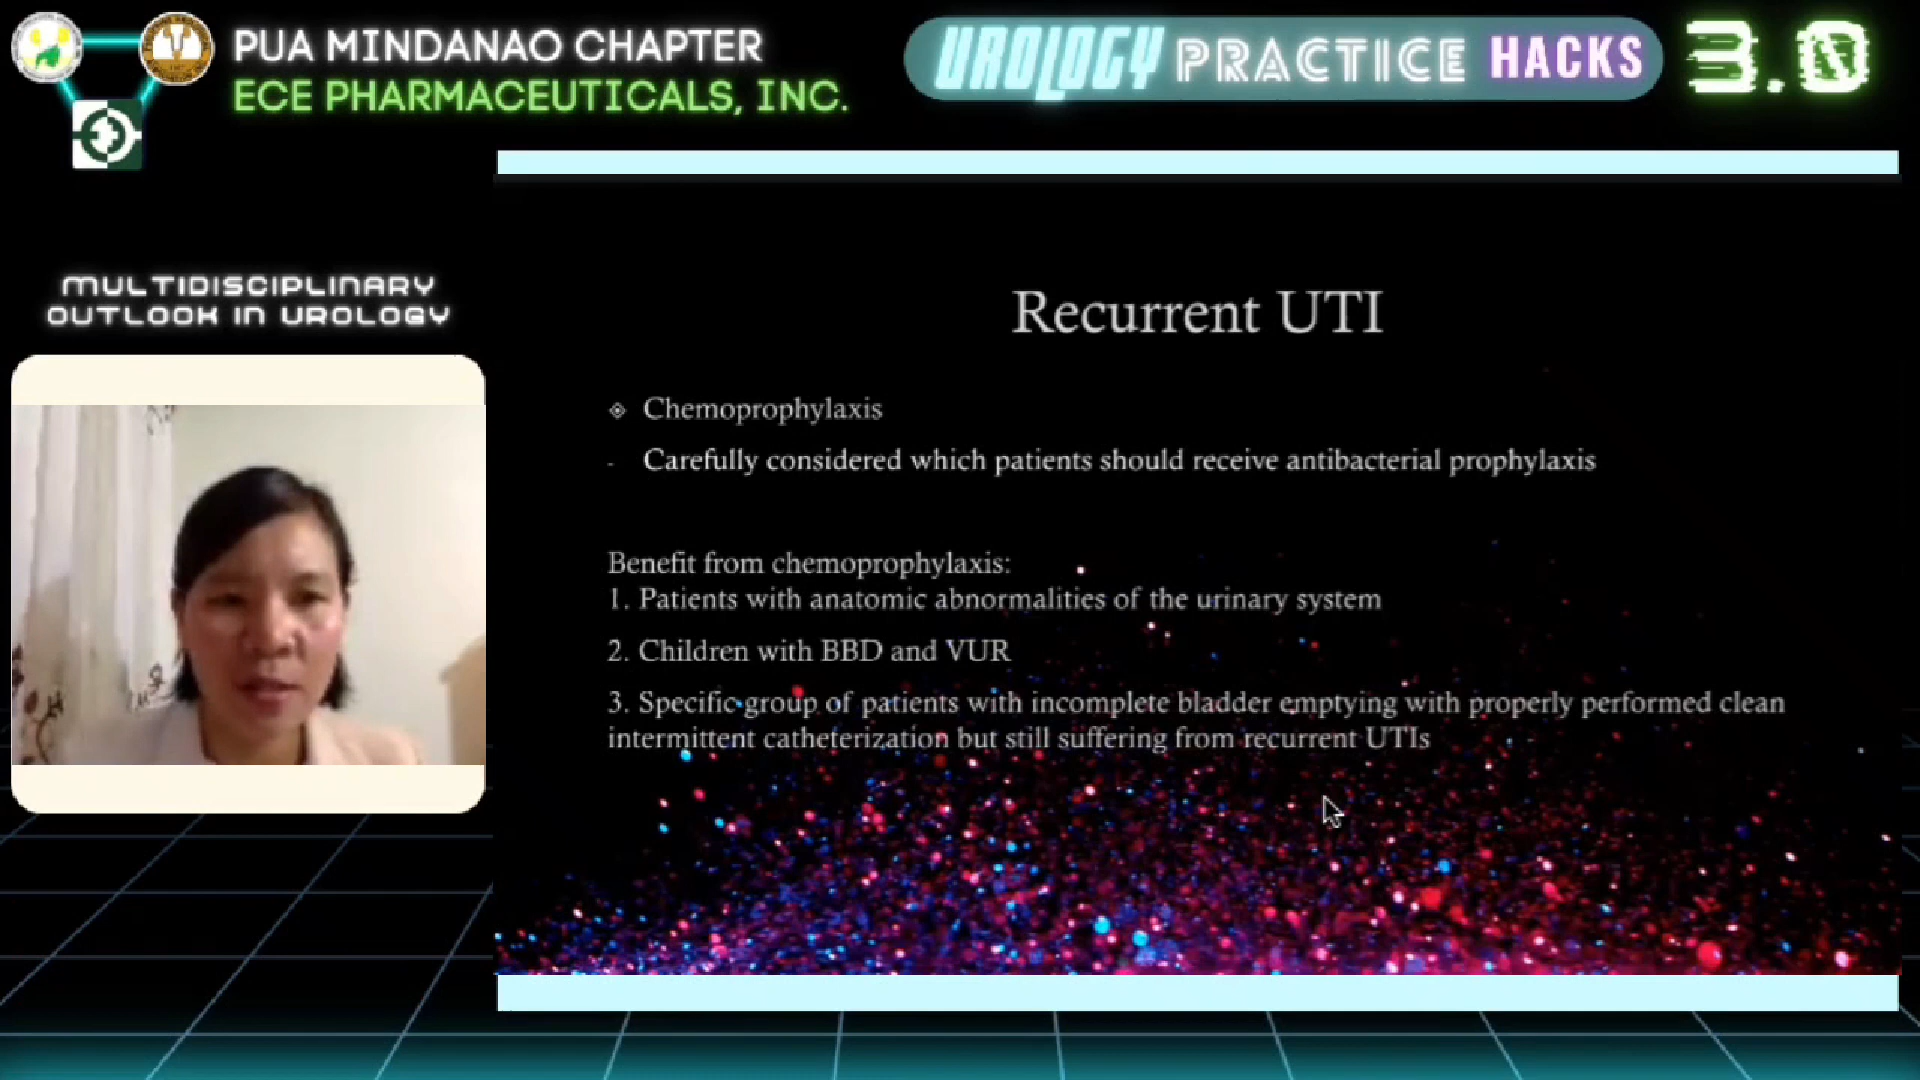 PUA MINDANAO CHAPTER
ECE PHARMACEUTICALS, INC.
UROLOGY PRACTICE HACKS 3.0
MULTIDISCIPLINARY
OUTLOOK IN UROLOGY
Recurrent UTI
Chemoprophylaxis
- Carefully considered which patients should receive antibacterial prophylaxis
Benefit from chemoprophylaxis:
1. Patients with anatomic abnormalities of the urinary system
2. Children with BBD and VUR
3. Specific group of patients with incomplete bladder emptying with properly performed clean
intermittent catheterization but still suffering from recurrent UTIs